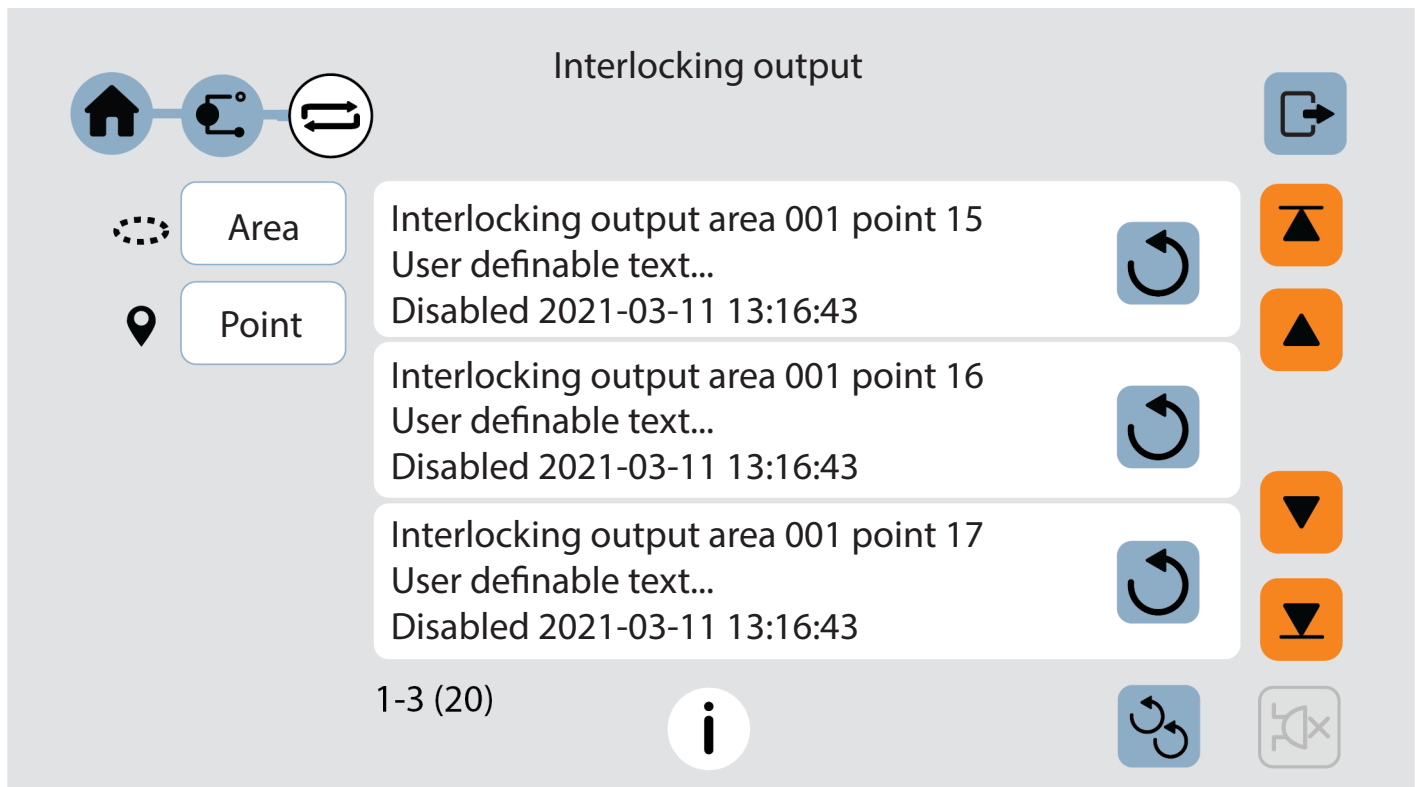 Interlocking output
Area
Point
Interlocking output area 001 point 15
User definable text...
Disabled 2021-03-11 13:16:43
Interlocking output area 001 point 16
User definable text...
Disabled 2021-03-11 13:16:43
Interlocking output area 001 point 17
User definable text...
Disabled 2021-03-11 13:16:43
1-3 (20)
i